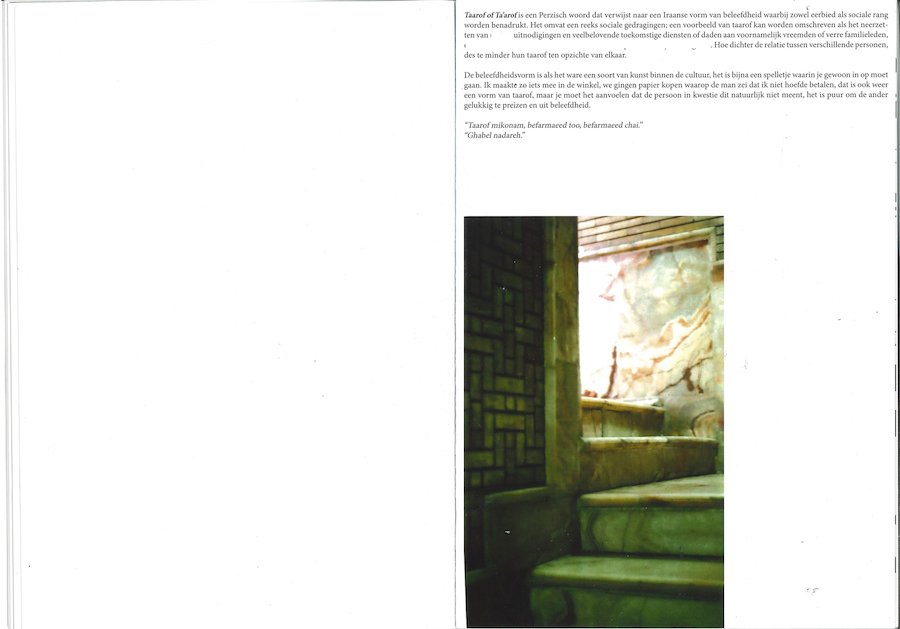 Taarof of Ta'arof is een Perzisch woord dat verwijst naar een Iraanse vorm van beleefdheid waarbij zowel eerbied als sociale rang
worden benadrukt. Het omvat een reeks sociale gedragingen; een voorbeeld van taarof kan worden omschreven als het neerzet-
ten van uitnodigingen en veelbelovende toekomstige diensten of daden aan voornamelijk vreemden of verre familieleden,
. Hoe dichter de relatie tussen verschillende personen,
des te minder hun taarof ten opzichte van elkaar.
De beleefdheidsvorm is als het ware een soort van kunst binnen de cultuur, het is bijna een spelletje waarin je gewoon in op moet
gaan. Ik maakte zo iets mee in de winkel, we gingen papier kopen waarop de man zei dat ik niet hoefde betalen, dat is ook weer
een vorm van taarof, maar je moet het aanvoelen dat de persoon in kwestie dit natuurlijk niet meent, het is puur om de ander
gelukkig te preizen en uit beleefdheid.
"Taarof mikonam, befarmaeed too, befarmaeed chai."
"Ghabel nadareh."